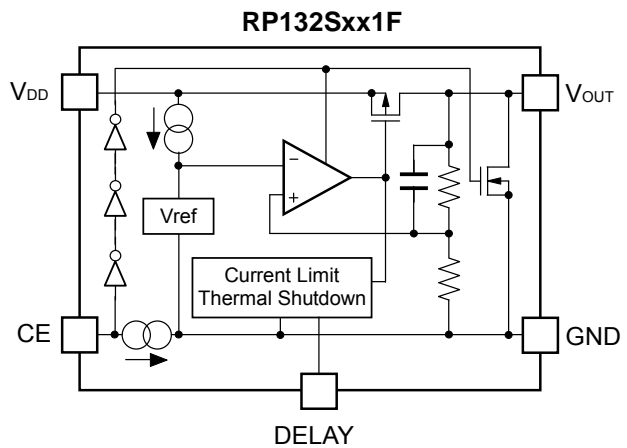 RP132Sxx1F
VDD
VOUT
−
+
Vref
Current Limit
Thermal Shutdown
CE
GND
DELAY